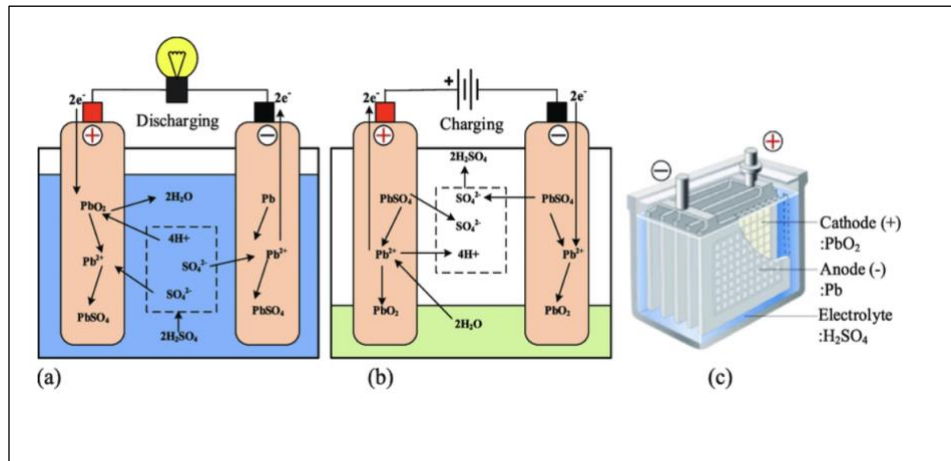 2e⁻
Discharging
2e⁻
+
−
PbO₂
2H₂O
Pb
4H+
Pb²⁺
SO₄²⁻
Pb²⁺
SO₄²⁻
PbSO₄
PbSO₄
2H₂SO₄
(a)
+
2e⁻
Charging
2e⁻
+
−
2H₂SO₄
PbSO₄
SO₄²⁻
PbSO₄
SO₄²⁻
Pb²⁺
4H+
Pb²⁺
PbO₂
PbO₂
2H₂O
(b)
−
+
Cathode (+)
:PbO₂
Anode (-)
:Pb
Electrolyte
:H₂SO₄
(c)